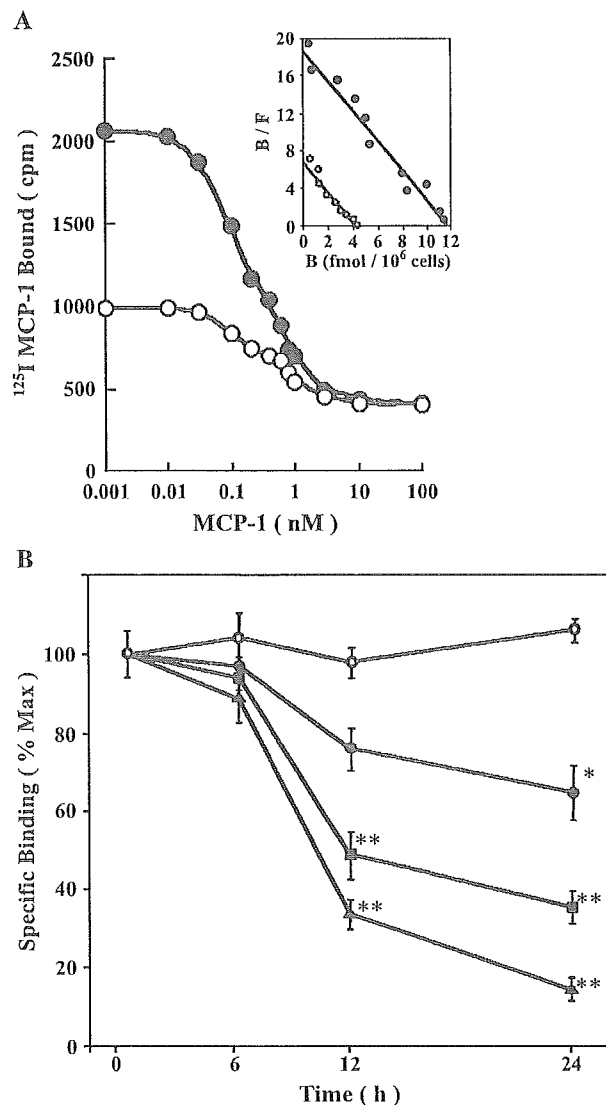 A
2500
2000
1500
1000
500
0
¹²⁵I MCP-1 Bound ( cpm )
0.001 0.01 0.1 1 10 100
MCP-1 ( nM )
20
16
12
8
4
0
B / F
0 2 4 6 8 10 12
B (fmol / 10⁶ cells)
B
100
80
60
40
20
0
Specific Binding ( % Max )
*
**
**
**
**
0 6 12 24
Time ( h )